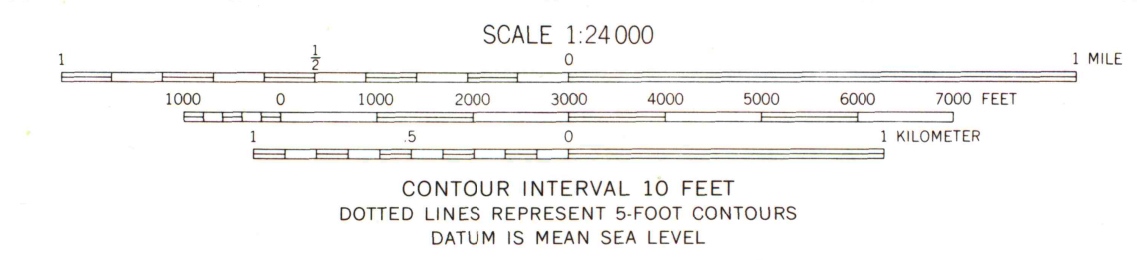 SCALE 1:24 000
1 ½ 0 1 MILE
1000 0 1000 2000 3000 4000 5000 6000 7000 FEET
1 .5 0 1 KILOMETER
CONTOUR INTERVAL 10 FEET
DOTTED LINES REPRESENT 5-FOOT CONTOURS
DATUM IS MEAN SEA LEVEL